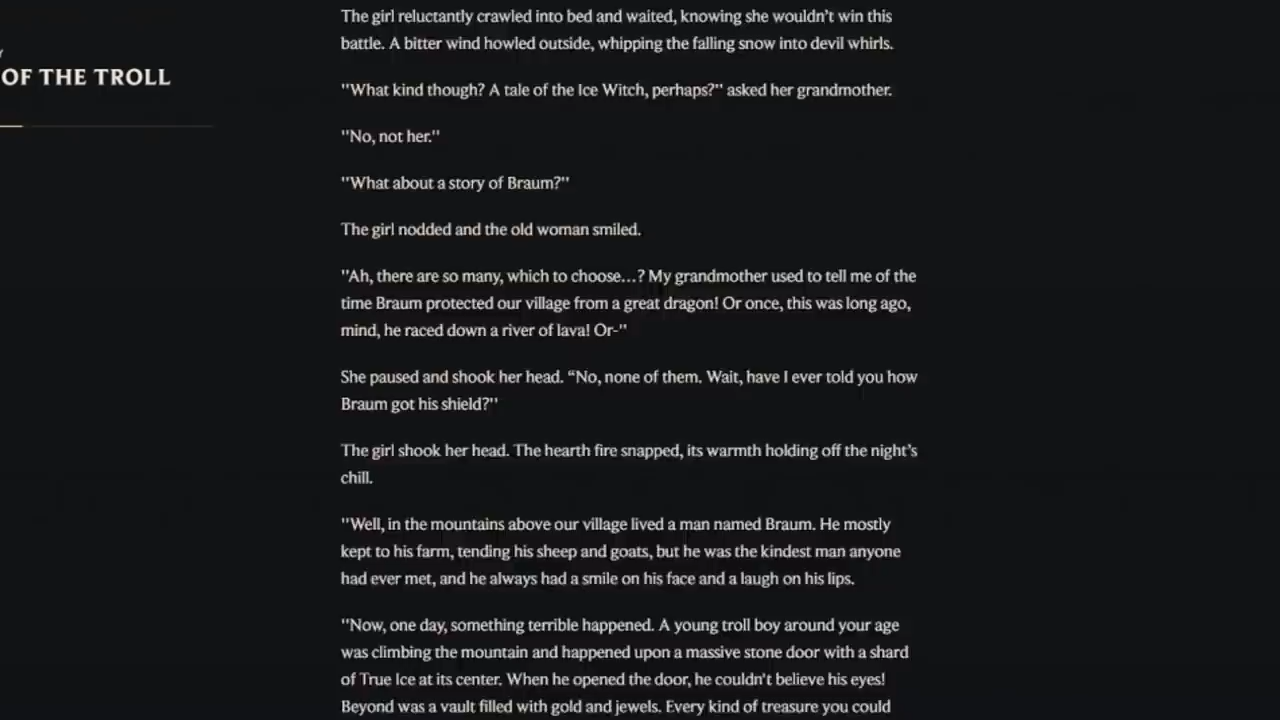 The girl reluctantly crawled into bed and waited, knowing she wouldn’t win this
battle. A bitter wind howled outside, whipping the falling snow into devil whirls.
OF THE TROLL
"What kind though? A tale of the Ice Witch, perhaps?" asked her grandmother.
"No, not her."
"What about a story of Braum?"
The girl nodded and the old woman smiled.
"Ah, there are so many, which to choose…? My grandmother used to tell me of the
time Braum protected our village from a great dragon! Or once, this was long ago,
mind, he raced down a river of lava! Or-"
She paused and shook her head. “No, none of them. Wait, have I ever told you how
Braum got his shield?"
The girl shook her head. The hearth fire snapped, its warmth holding off the night’s
chill.
"Well, in the mountains above our village lived a man named Braum. He mostly
kept to his farm, tending his sheep and goats, but he was the kindest man anyone
had ever met, and he always had a smile on his face and a laugh on his lips.
"Now, one day, something terrible happened. A young troll boy around your age
was climbing the mountain and happened upon a massive stone door with a shard
of True Ice at its center. When he opened the door, he couldn't believe his eyes!
Beyond was a vault filled with gold and jewels. Every kind of treasure you could